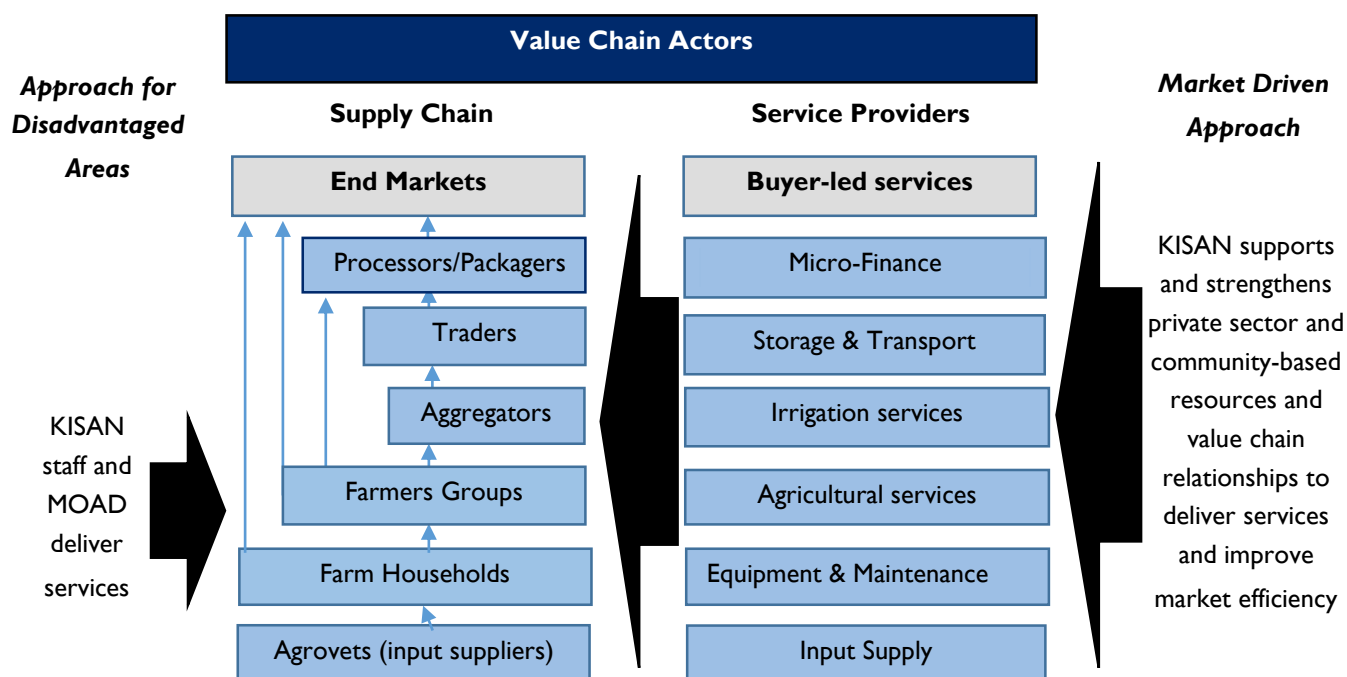 Value Chain Actors
Approach for
Disadvantaged
Areas
Supply Chain
Service Providers
Market Driven
Approach
End Markets
Processors/Packagers
Traders
Aggregators
Farmers Groups
Farm Households
Agrovets (input suppliers)
Buyer-led services
Micro-Finance
Storage & Transport
Irrigation services
Agricultural services
Equipment & Maintenance
Input Supply
KISAN
staff and
MOAD
deliver
services
KISAN supports
and strengthens
private sector and
community-based
resources and
value chain
relationships to
deliver services
and improve
market efficiency